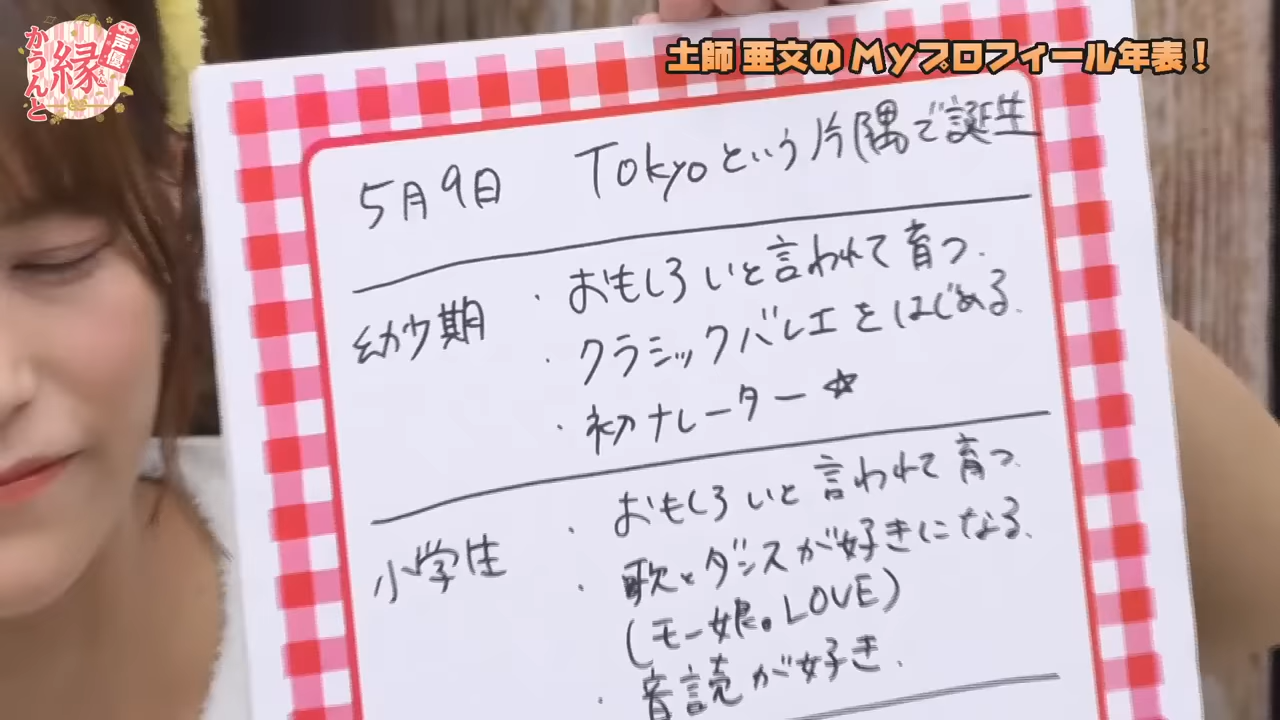 声優
縁
えん
かうんと
土師 亜文の Myプロフィール年表！
5月9日 Tokyoという片隅で誕生
幼少期 ・おもしろいと言われて育つ.
・クラシックバレエをはじめる.
・初ナレーター☆
小学生 ・おもしろいと言われて育つ.
・歌とダンスが好きになる.
(モー娘。LOVE)
・音読が好き.